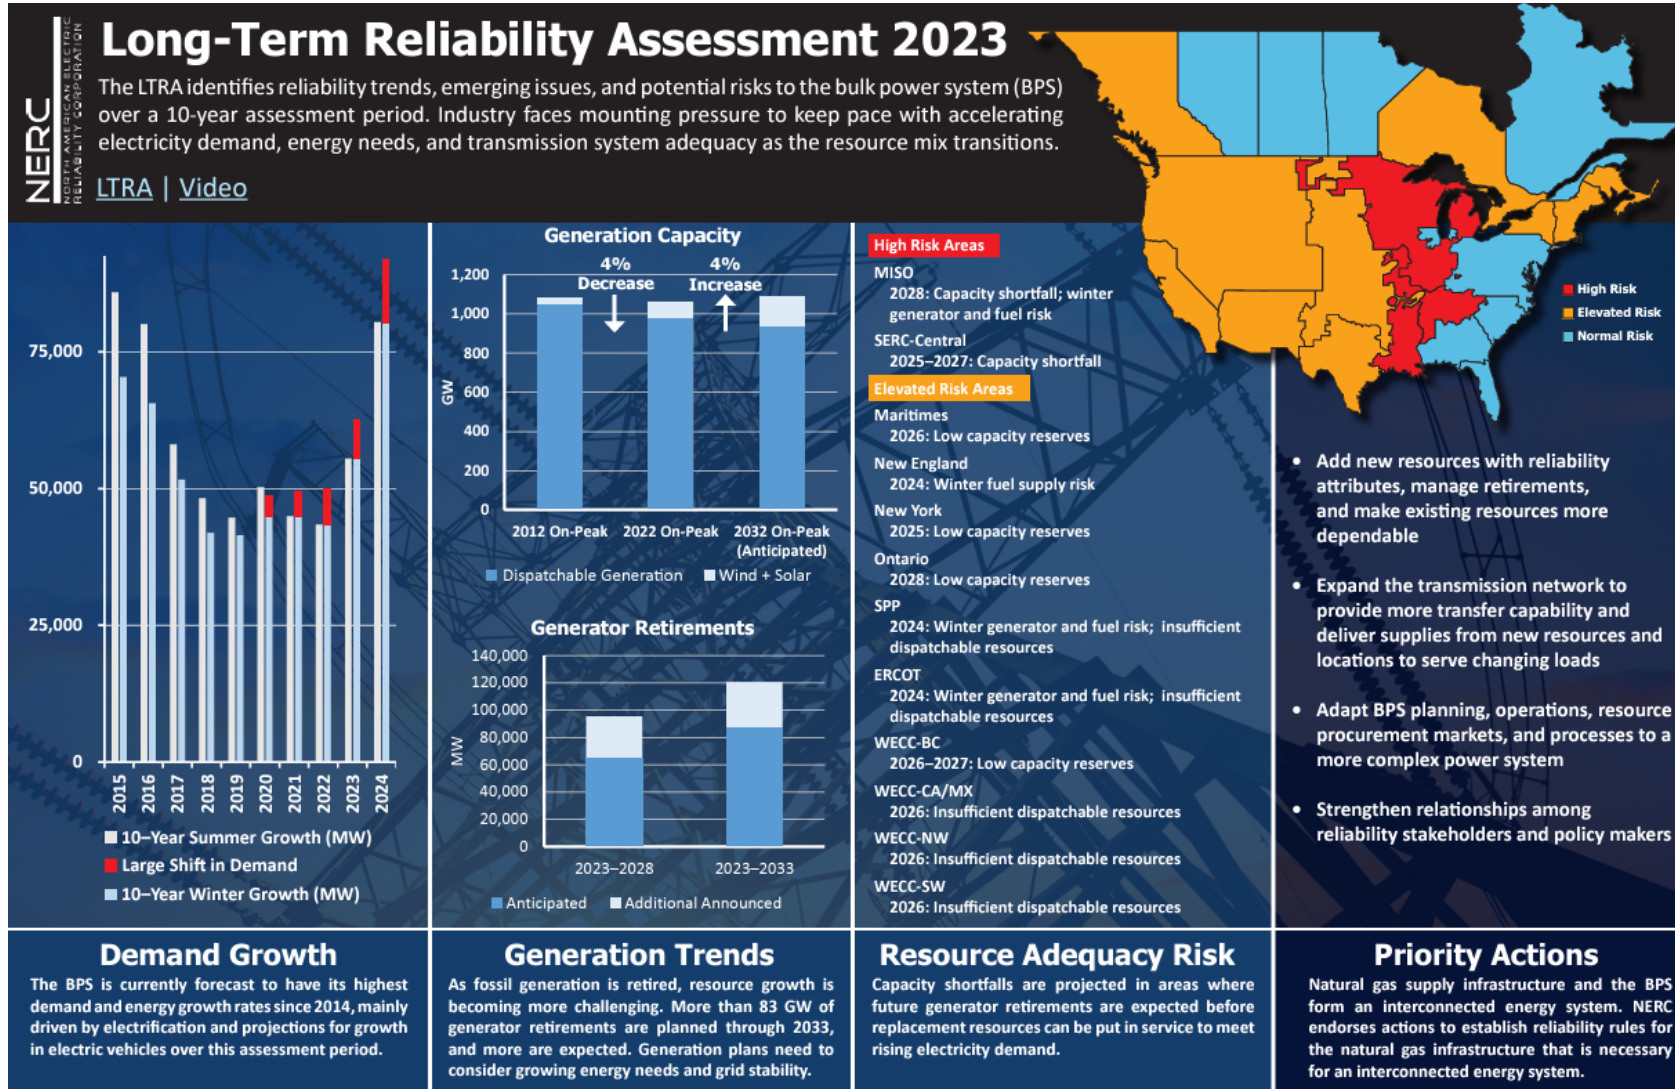 NERC
NORTH AMERICAN ELECTRIC
RELIABILITY CORPORATION
Long-Term Reliability Assessment 2023
The LTRA identifies reliability trends, emerging issues, and potential risks to the bulk power system (BPS)
over a 10-year assessment period. Industry faces mounting pressure to keep pace with accelerating
electricity demand, energy needs, and transmission system adequacy as the resource mix transitions.
LTRA | Video
75,000
50,000
25,000
0
2015
2016
2017
2018
2019
2020
2021
2022
2023
2024
10–Year Summer Growth (MW)
Large Shift in Demand
10–Year Winter Growth (MW)
Demand Growth
The BPS is currently forecast to have its highest
demand and energy growth rates since 2014, mainly
driven by electrification and projections for growth
in electric vehicles over this assessment period.
Generation Capacity
4%
Decrease
4%
Increase
GW
1,200
1,000
800
600
400
200
0
2012 On-Peak
2022 On-Peak
2032 On-Peak
(Anticipated)
Dispatchable Generation
Wind + Solar
Generator Retirements
MW
140,000
120,000
100,000
80,000
60,000
40,000
20,000
0
2023–2028
2023–2033
Anticipated
Additional Announced
Generation Trends
As fossil generation is retired, resource growth is
becoming more challenging. More than 83 GW of
generator retirements are planned through 2033,
and more are expected. Generation plans need to
consider growing energy needs and grid stability.
High Risk Areas
MISO
2028: Capacity shortfall; winter
generator and fuel risk
SERC-Central
2025–2027: Capacity shortfall
Elevated Risk Areas
Maritimes
2026: Low capacity reserves
New England
2024: Winter fuel supply risk
New York
2025: Low capacity reserves
Ontario
2028: Low capacity reserves
SPP
2024: Winter generator and fuel risk; insufficient
dispatchable resources
ERCOT
2024: Winter generator and fuel risk; insufficient
dispatchable resources
WECC-BC
2026–2027: Low capacity reserves
WECC-CA/MX
2026: Insufficient dispatchable resources
WECC-NW
2026: Insufficient dispatchable resources
WECC-SW
2026: Insufficient dispatchable resources
Resource Adequacy Risk
Capacity shortfalls are projected in areas where
future generator retirements are expected before
replacement resources can be put in service to meet
rising electricity demand.
High Risk
Elevated Risk
Normal Risk
• Add new resources with reliability
attributes, manage retirements,
and make existing resources more
dependable
• Expand the transmission network to
provide more transfer capability and
deliver supplies from new resources and
locations to serve changing loads
• Adapt BPS planning, operations, resource
procurement markets, and processes to a
more complex power system
• Strengthen relationships among
reliability stakeholders and policy makers
Priority Actions
Natural gas supply infrastructure and the BPS
form an interconnected energy system. NERC
endorses actions to establish reliability rules for
the natural gas infrastructure that is necessary
for an interconnected energy system.